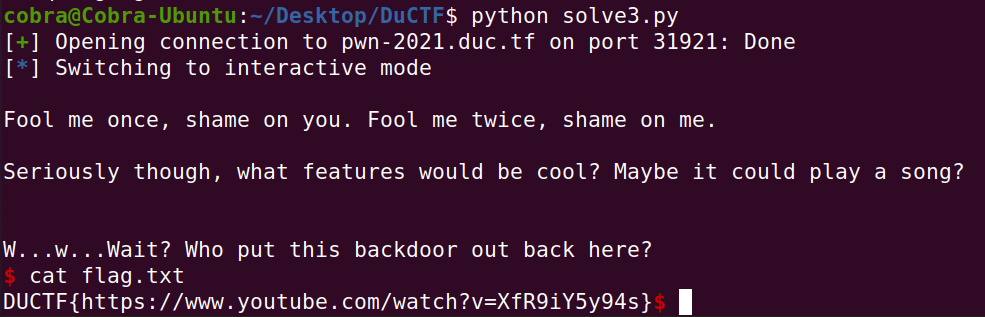 cobra@Cobra-Ubuntu:~/Desktop/DuCTF$ python solve3.py
[+] Opening connection to pwn-2021.duc.tf on port 31921: Done
[*] Switching to interactive mode
Fool me once, shame on you. Fool me twice, shame on me.
Seriously though, what features would be cool? Maybe it could play a song?
W...w...Wait? Who put this backdoor out back here?
$ cat flag.txt
DUCTF{https://www.youtube.com/watch?v=XfR9iY5y94s}$